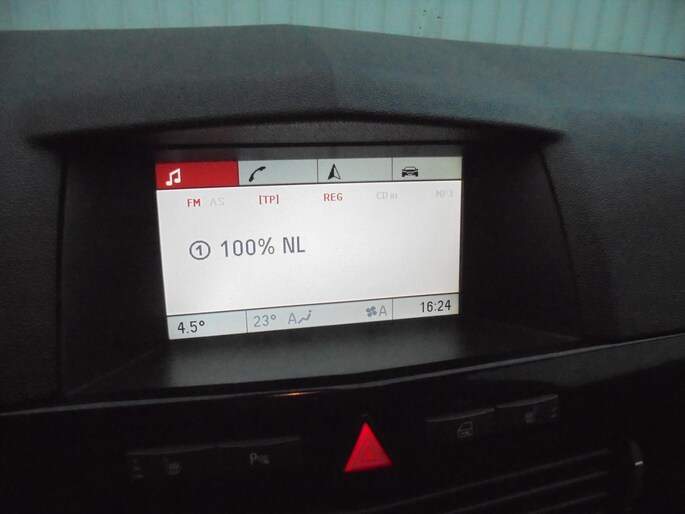 FM AS [TP] REG CD in MP3
1 100% NL
4.5° 23° A A 16:24
P